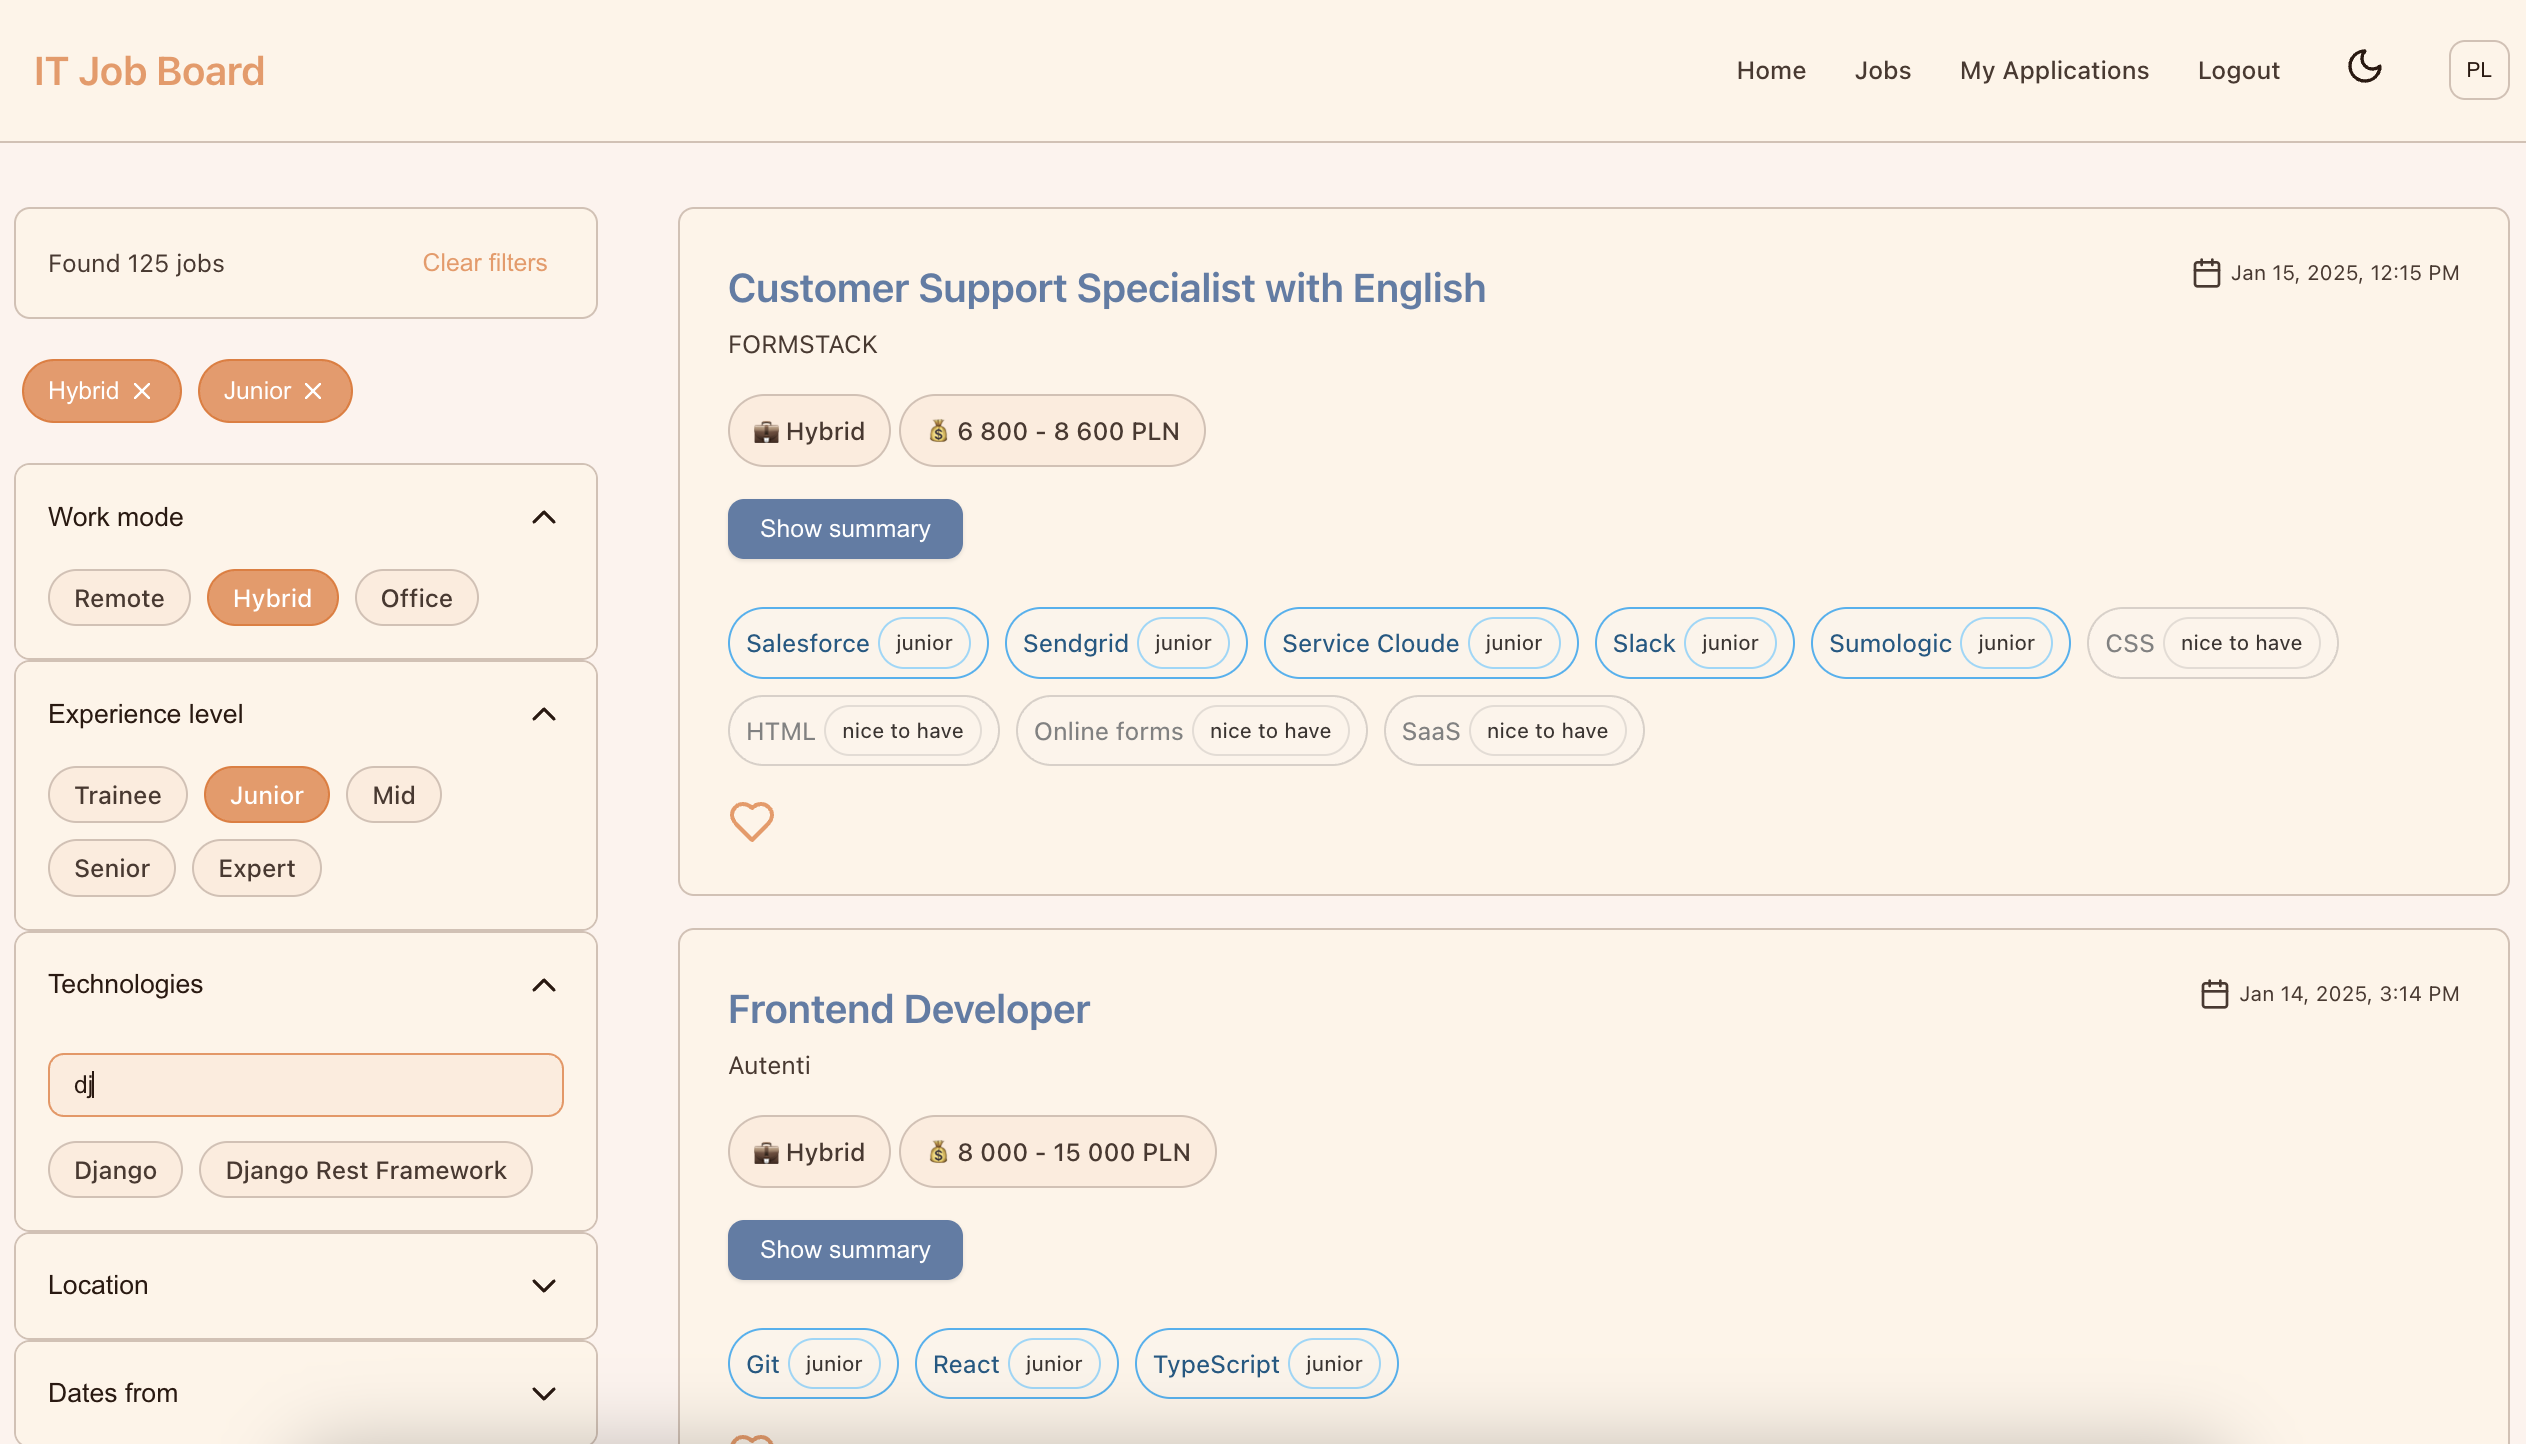 IT Job Board
Home Jobs My Applications Logout PL
Found 125 jobs Clear filters
Hybrid Junior
Work mode
Remote Hybrid Office
Experience level
Trainee Junior Mid
Senior Expert
Technologies
dj
Django Django Rest Framework
Location
Dates from
Customer Support Specialist with English
Jan 15, 2025, 12:15 PM
FORMSTACK
Hybrid 6 800 - 8 600 PLN
Show summary
Salesforce junior Sendgrid junior Service Cloude junior Slack junior Sumologic junior CSS nice to have
HTML nice to have Online forms nice to have SaaS nice to have
Frontend Developer
Jan 14, 2025, 3:14 PM
Autenti
Hybrid 8 000 - 15 000 PLN
Show summary
Git junior React junior TypeScript junior